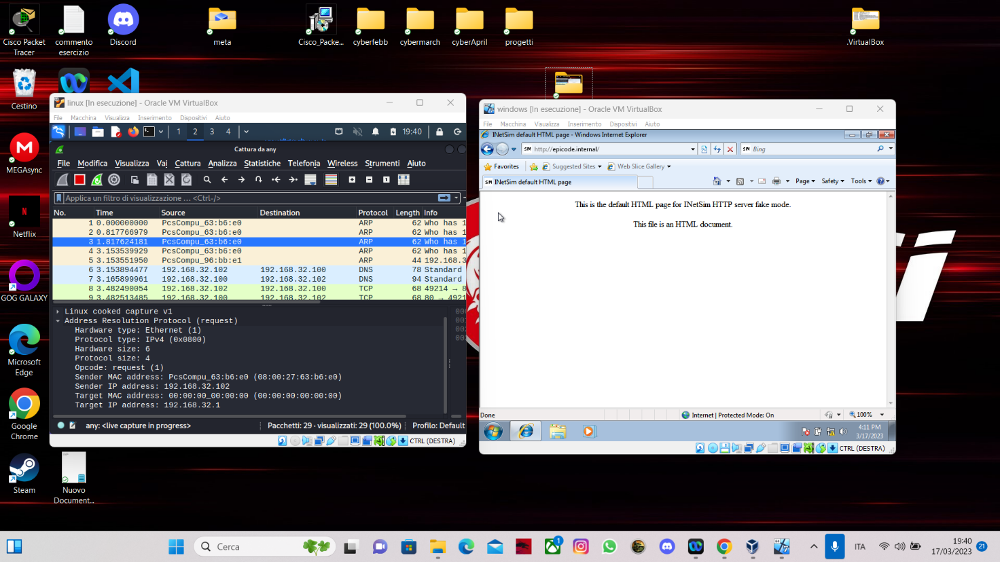 Cisco Packet
Tracer
commento
esercizio
Discord
meta
Cisco_Packe...
cyberfebb
cybermarch
cyberApril
progetti
.VirtualBox
Cestino
MEGAsync
Netflix
GOG GALAXY
Microsoft
Edge
Google
Chrome
Steam
Nuovo
Document...
linux [In esecuzione] - Oracle VM VirtualBox
File Macchina Visualizza Inserimento Dispositivi Aiuto
1 2 3 4 19:40
Cattura da any
File Modifica Visualizza Vai Cattura Analizza Statistiche Telefonia Wireless Strumenti Aiuto
Applica un filtro di visualizzazione ... <Ctrl-/>
No. Time Source Destination Protocol Length Info
1 0.000000000 PcsCompu_63:b6:e0 ARP 62 Who has 1
2 0.817766979 PcsCompu_63:b6:e0 ARP 62 Who has 1
3 1.817624181 PcsCompu_63:b6:e0 ARP 62 Who has 1
4 3.153539929 PcsCompu_63:b6:e0 ARP 62 Who has 1
5 3.153551950 PcsCompu_96:bb:e1 ARP 44 192.168.3
6 3.153894477 192.168.32.102 192.168.32.100 DNS 78 Standard
7 3.165899961 192.168.32.100 192.168.32.102 DNS 94 Standard
8 3.482490054 192.168.32.102 192.168.32.100 TCP 68 49214 → 8
9 3.482513485 192.168.32.100 192.168.32.102 TCP 68 80 → 4921
Linux cooked capture v1
Address Resolution Protocol (request)
Hardware type: Ethernet (1)
Protocol type: IPv4 (0x0800)
Hardware size: 6
Protocol size: 4
Opcode: request (1)
Sender MAC address: PcsCompu_63:b6:e0 (08:00:27:63:b6:e0)
Sender IP address: 192.168.32.102
Target MAC address: 00:00:00_00:00:00 (00:00:00:00:00:00)
Target IP address: 192.168.32.1
any: <live capture in progress> Pacchetti: 29 · visualizzati: 29 (100.0%) Profilo: Default
CTRL (DESTRA)
windows [In esecuzione] - Oracle VM VirtualBox
File Macchina Visualizza Inserimento Dispositivi Aiuto
INetSim default HTML page - Windows Internet Explorer
http://epicode.internal/
Bing
Favorites Suggested Sites Web Slice Gallery
INetSim default HTML page
Page Safety Tools
This is the default HTML page for INetSim HTTP server fake mode.
This file is an HTML document.
Done Internet | Protected Mode: On 100%
4:11 PM
3/17/2023
CTRL (DESTRA)
Cerca
1
ITA
19:40
17/03/2023
21